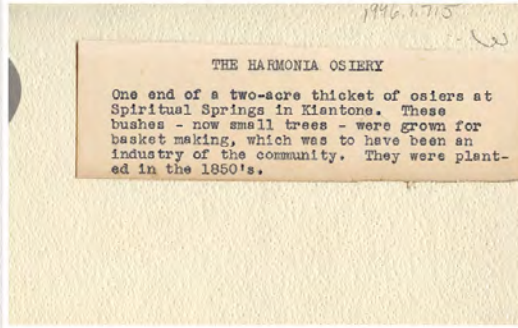 1996.1.715
THE HARMONIA OSIERY
One end of a two-acre thicket of osiers at
Spiritual Springs in Kiantone. These
bushes - now small trees - were grown for
basket making, which was to have been an
industry of the community. They were plant-
ed in the 1850's.